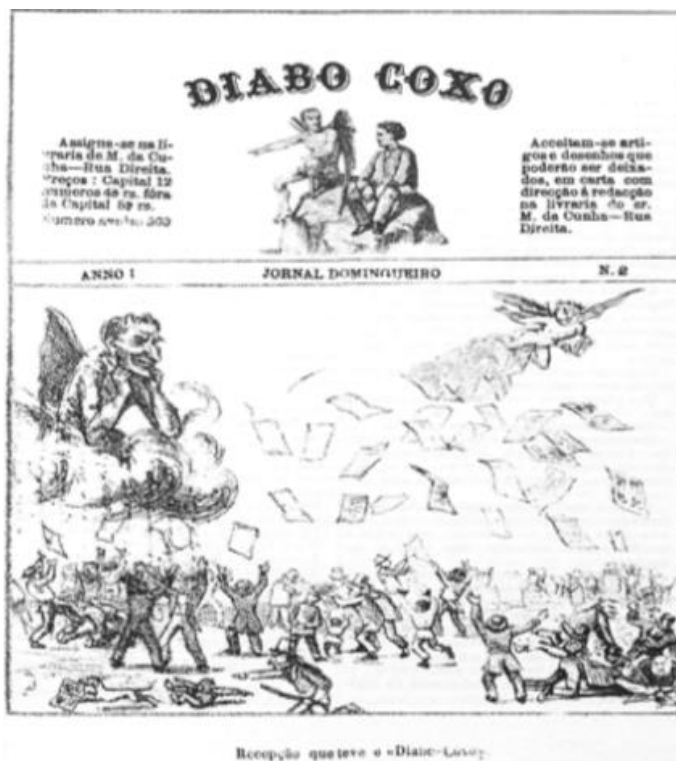 DIABO COXO
Assigna-se na li-
vraria de M. da Cu-
nha—Rua Direita.
Preços : Capital 12
numeros 4$ rs. fóra
da Capital 5$ rs.
Numero avulso
Acceitam-se arti-
gos e desenhos que
poderão ser deixa-
dos, em carta com
direcção á redacção
na livraria do sr.
M. da Cunha—Rua
Direita.
ANNO I
JORNAL DOMINGUEIRO
N. 2
Recepção que teve o «Diabo-Coxo»